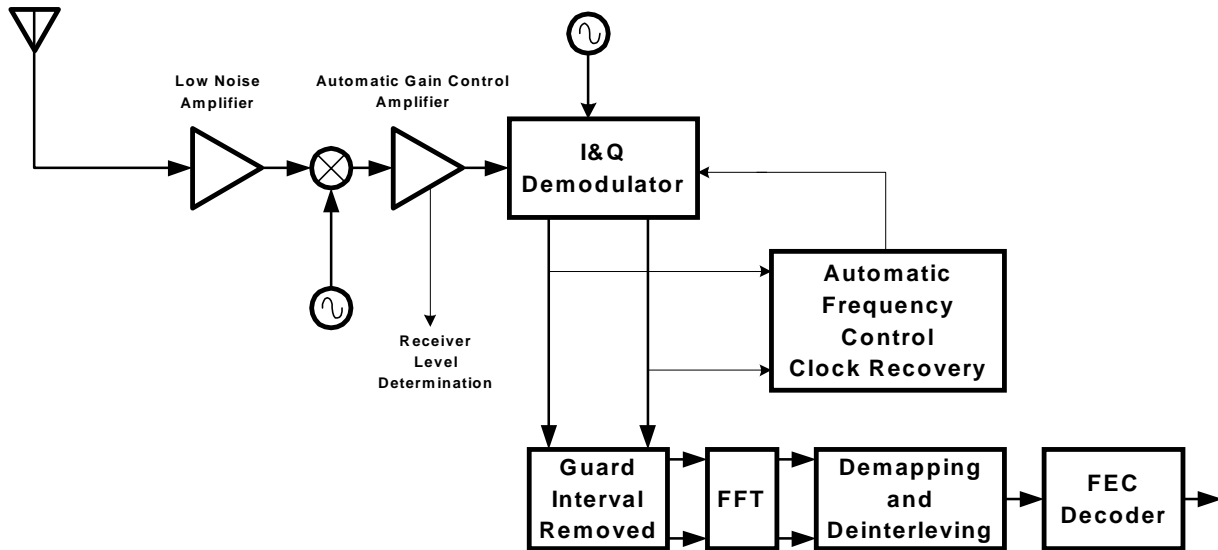 Low Noise
Amplifier
Automatic Gain Control
Amplifier
I&Q
Demodulator
Receiver
Level
Determination
Automatic
Frequency
Control
Clock Recovery
Guard
Interval
Removed
FFT
Demapping
and
Deinterleving
FEC
Decoder